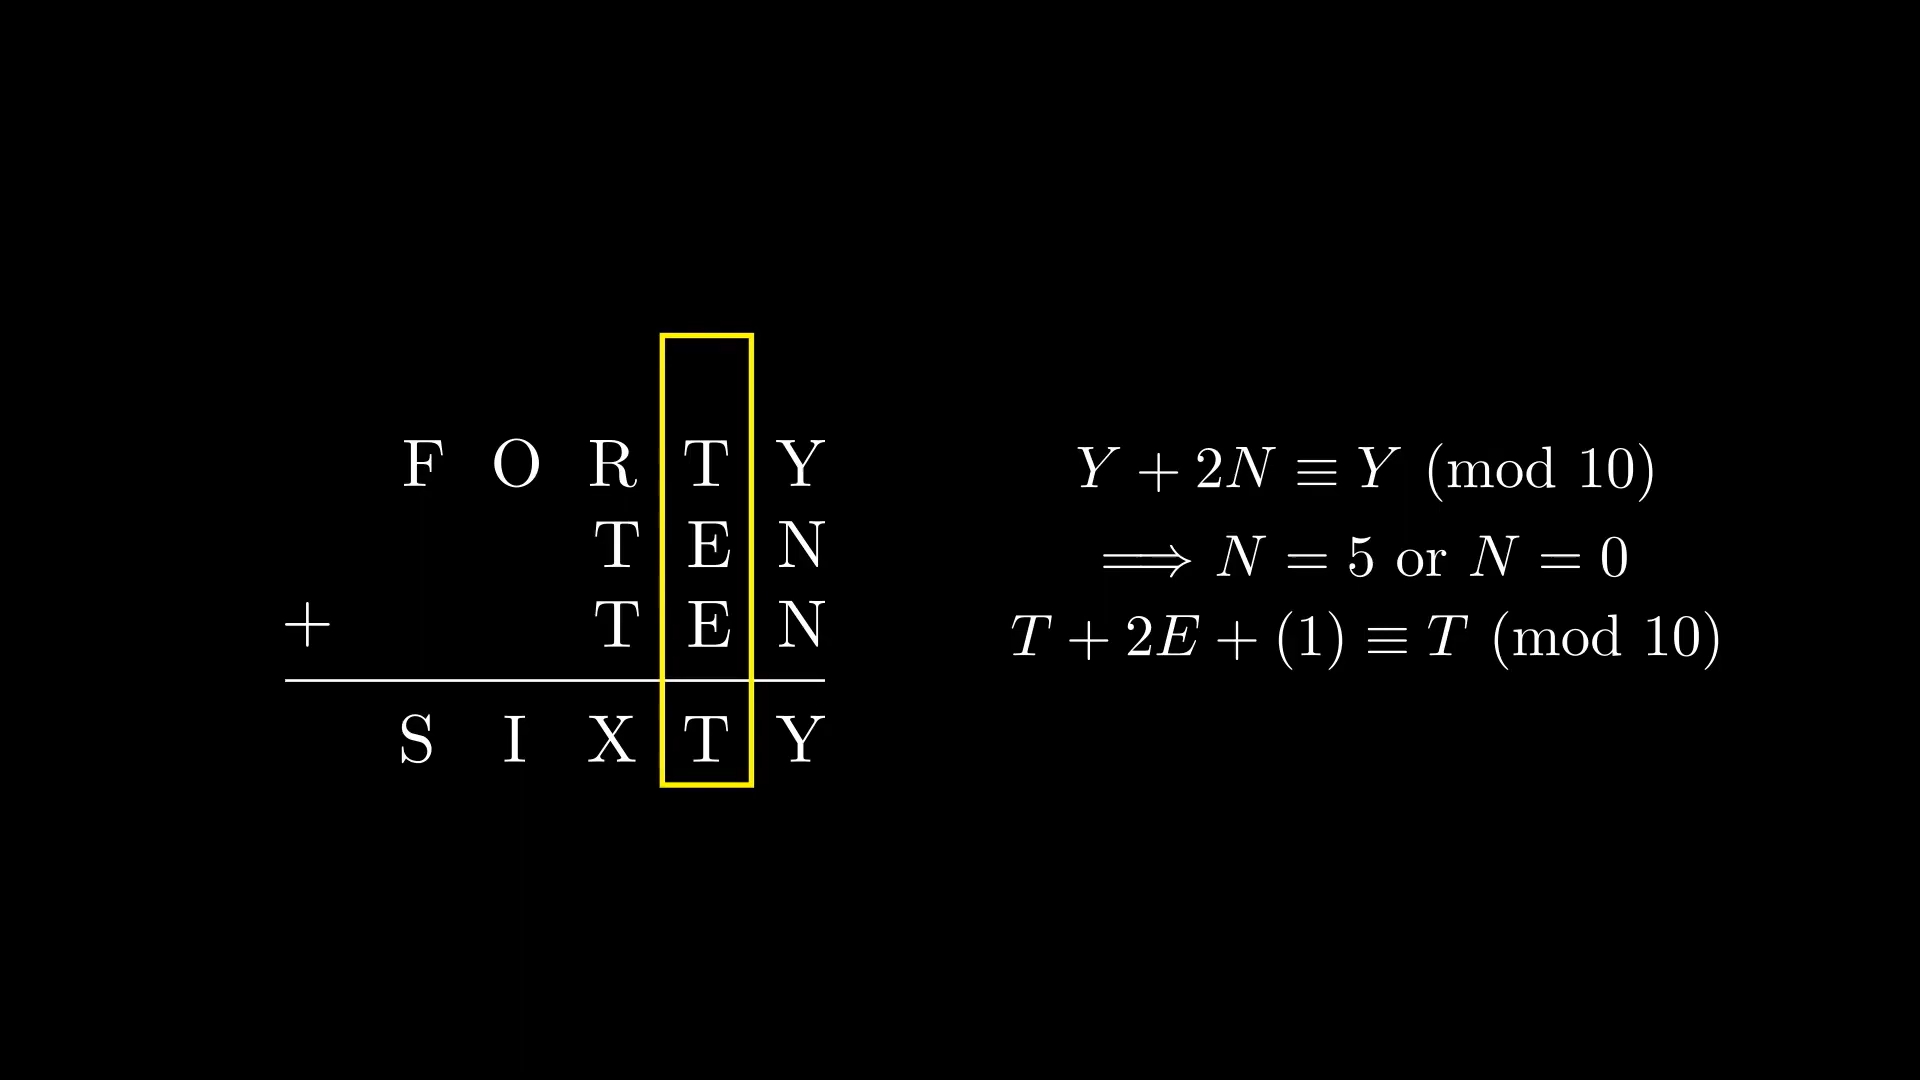 F O R T Y
T E N
+ T E N
S I X T Y
Y + 2N ≡ Y (mod 10)
⟹ N = 5 or N = 0
T + 2E + (1) ≡ T (mod 10)